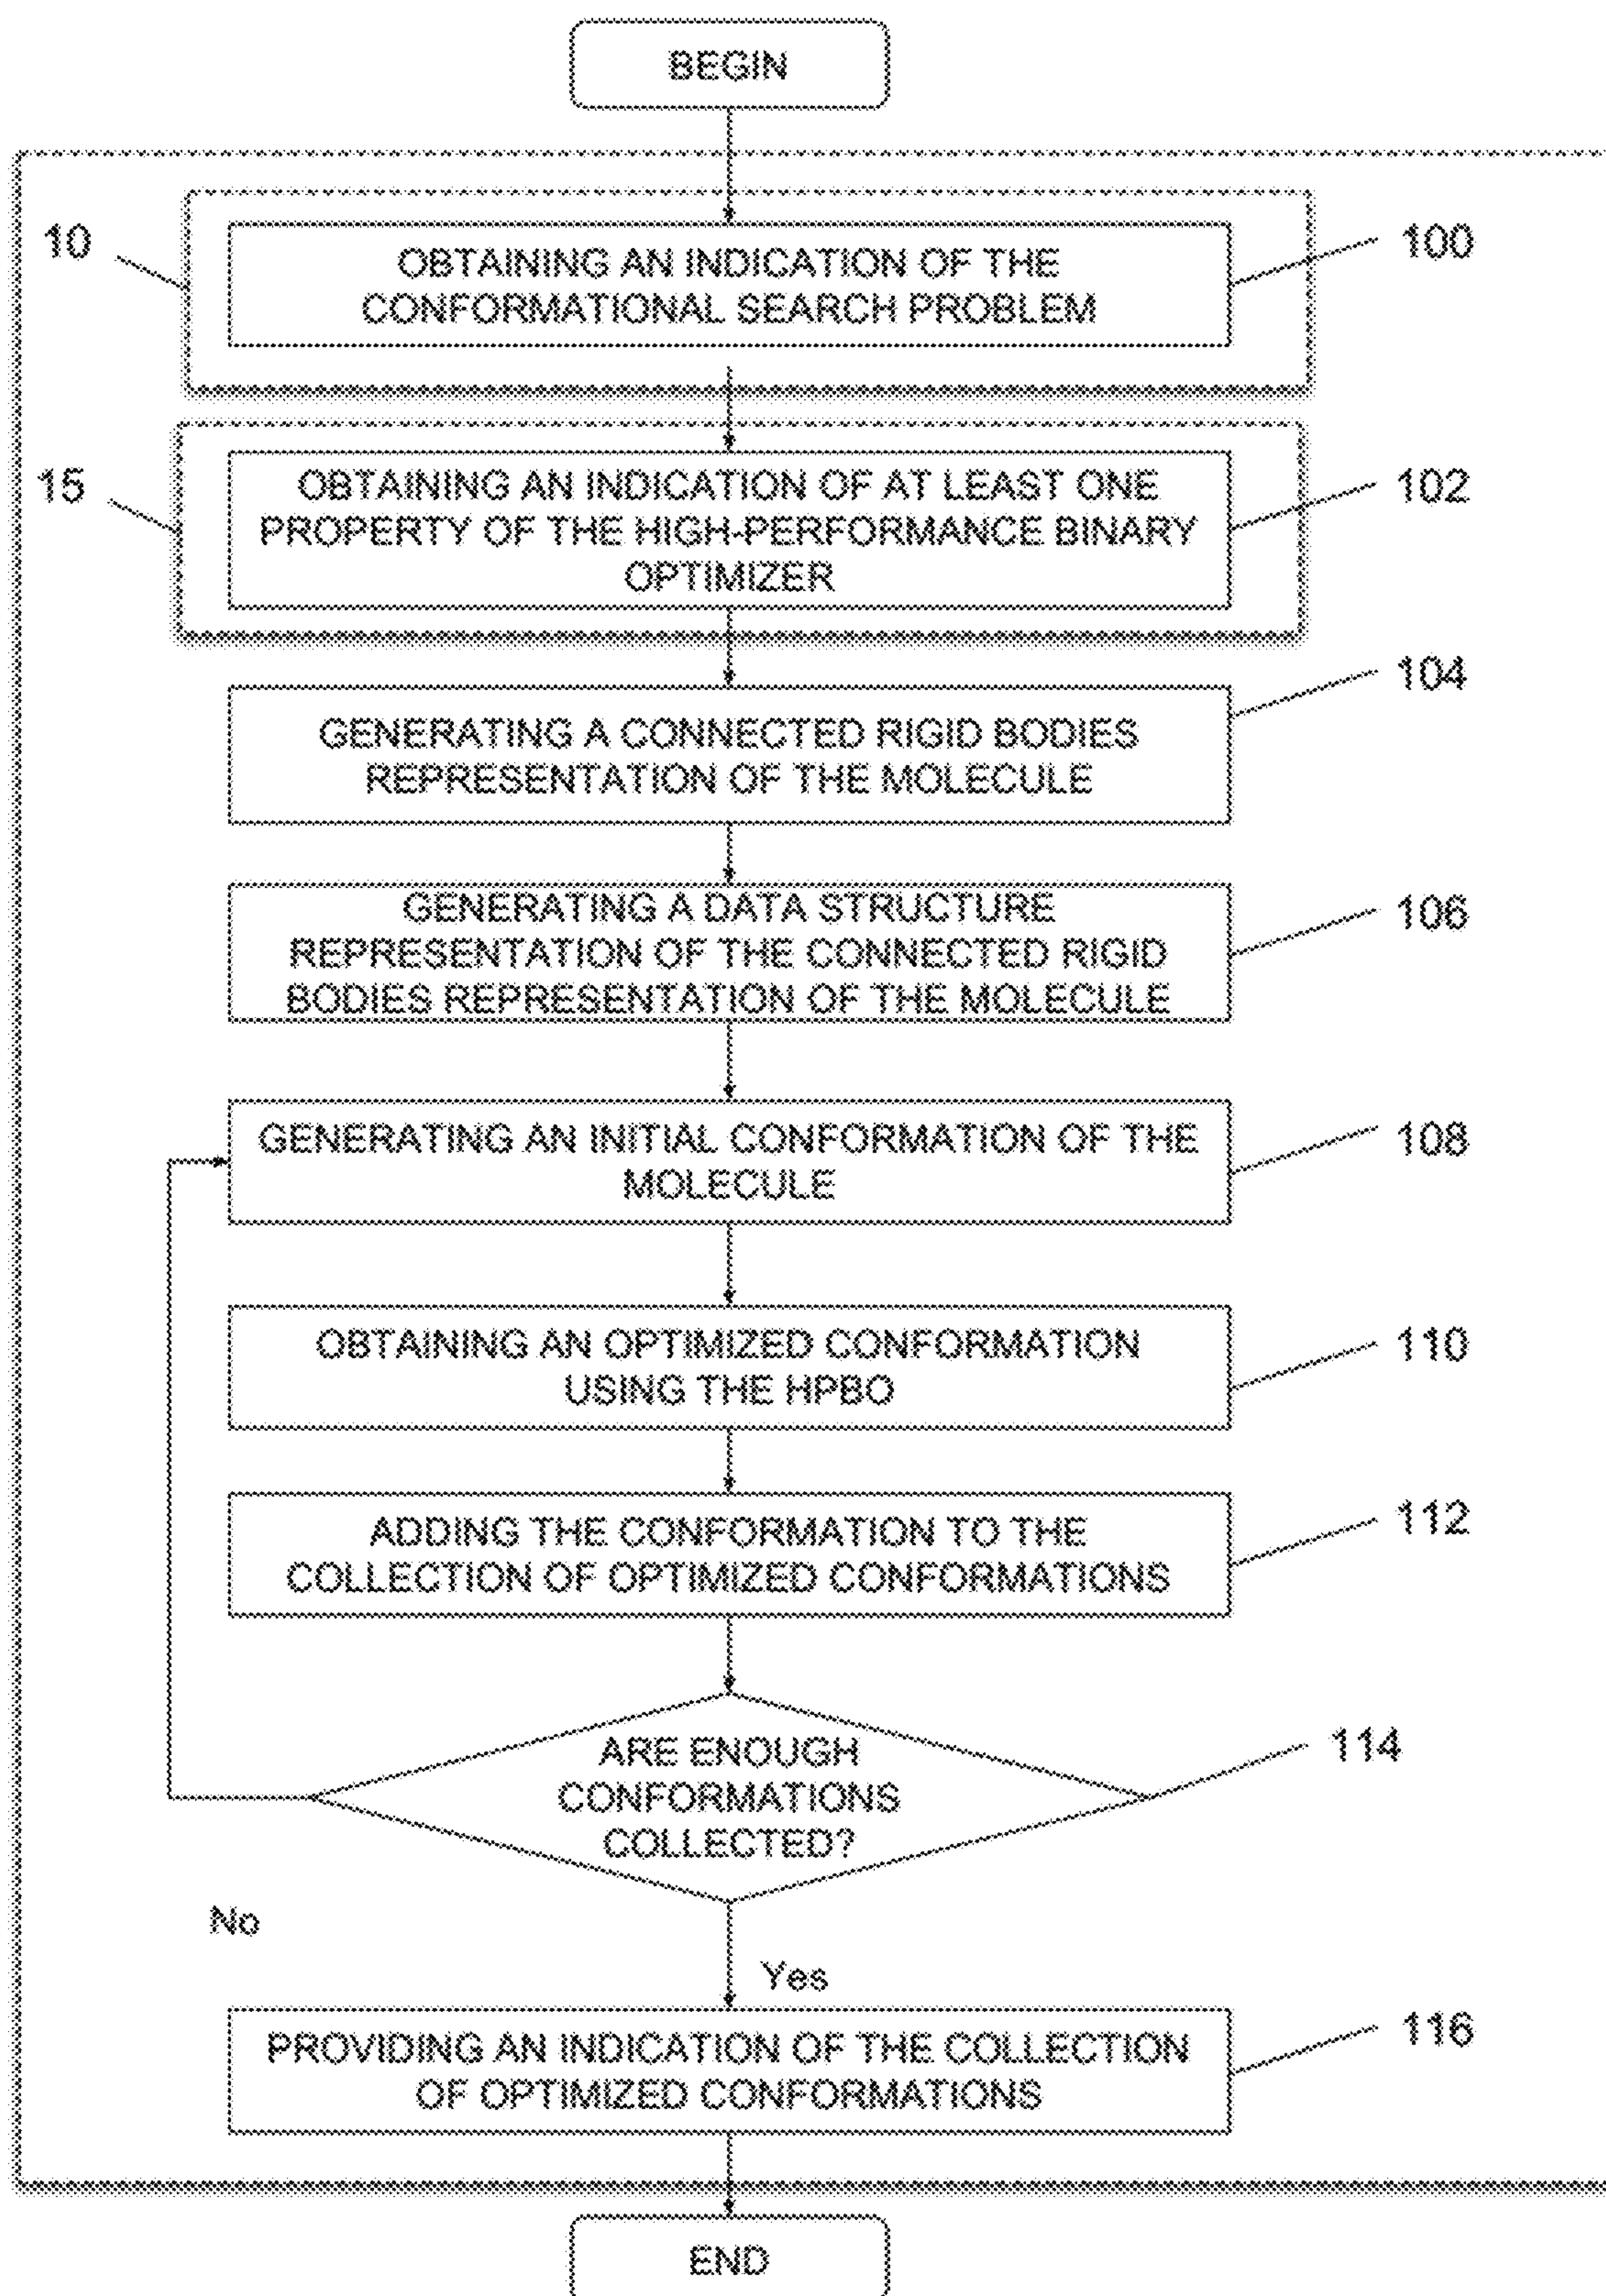 BEGIN
10
OBTAINING AN INDICATION OF THE
CONFORMATIONAL SEARCH PROBLEM
100
15
OBTAINING AN INDICATION OF AT LEAST ONE
PROPERTY OF THE HIGH-PERFORMANCE BINARY
OPTIMIZER
102
GENERATING A CONNECTED RIGID BODIES
REPRESENTATION OF THE MOLECULE
104
GENERATING A DATA STRUCTURE
REPRESENTATION OF THE CONNECTED RIGID
BODIES REPRESENTATION OF THE MOLECULE
106
GENERATING AN INITIAL CONFORMATION OF THE
MOLECULE
108
OBTAINING AN OPTIMIZED CONFORMATION
USING THE HPBO
110
ADDING THE CONFORMATION TO THE
COLLECTION OF OPTIMIZED CONFORMATIONS
112
ARE ENOUGH
CONFORMATIONS
COLLECTED?
114
No
Yes
PROVIDING AN INDICATION OF THE COLLECTION
OF OPTIMIZED CONFORMATIONS
116
END